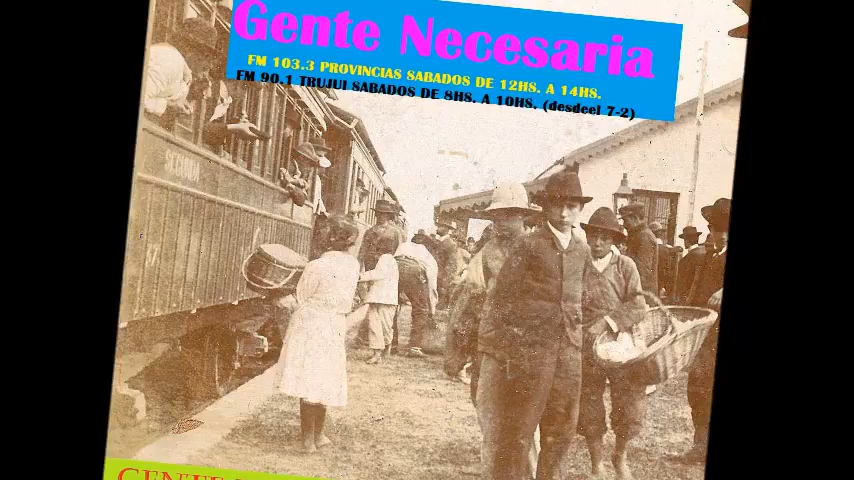 Gente Necesaria
FM 103.3 PROVINCIAS SABADOS DE 12HS. A 14HS.
FM 90.1 TRUJUI SABADOS DE 8HS. A 10HS. (desdeel 7-2)